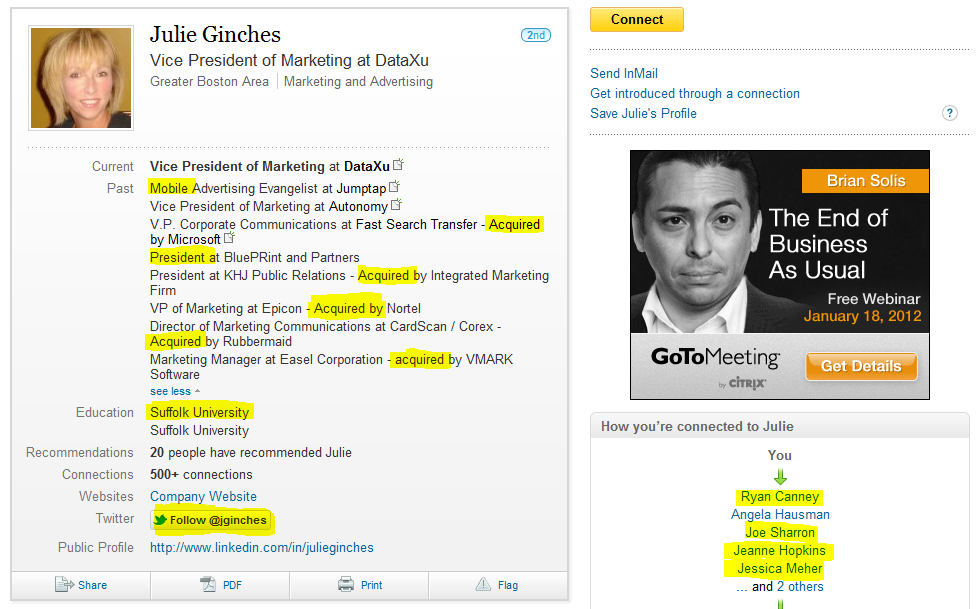 Julie Ginches
2nd
Vice President of Marketing at DataXu
Greater Boston Area | Marketing and Advertising
Current Vice President of Marketing at DataXu
Past Mobile Advertising Evangelist at Jumptap
Vice President of Marketing at Autonomy
V.P. Corporate Communications at Fast Search Transfer - Acquired
by Microsoft
President at BluePRint and Partners
President at KHJ Public Relations - Acquired by Integrated Marketing
Firm
VP of Marketing at Epicon - Acquired by Nortel
Director of Marketing Communications at CardScan / Corex -
Acquired by Rubbermaid
Marketing Manager at Easel Corporation - acquired by VMARK
Software
see less
Education Suffolk University
Suffolk University
Recommendations 20 people have recommended Julie
Connections 500+ connections
Websites Company Website
Twitter Follow @jginches
Public Profile http://www.linkedin.com/in/julieginches
Share PDF Print Flag
Connect
Send InMail
Get introduced through a connection
Save Julie's Profile ?
Brian Solis
The End of
Business
As Usual
Free Webinar
January 18, 2012
GoToMeeting
by CITRIX
Get Details
How you're connected to Julie
You
Ryan Canney
Angela Hausman
Joe Sharron
Jeanne Hopkins
Jessica Meher
... and 2 others